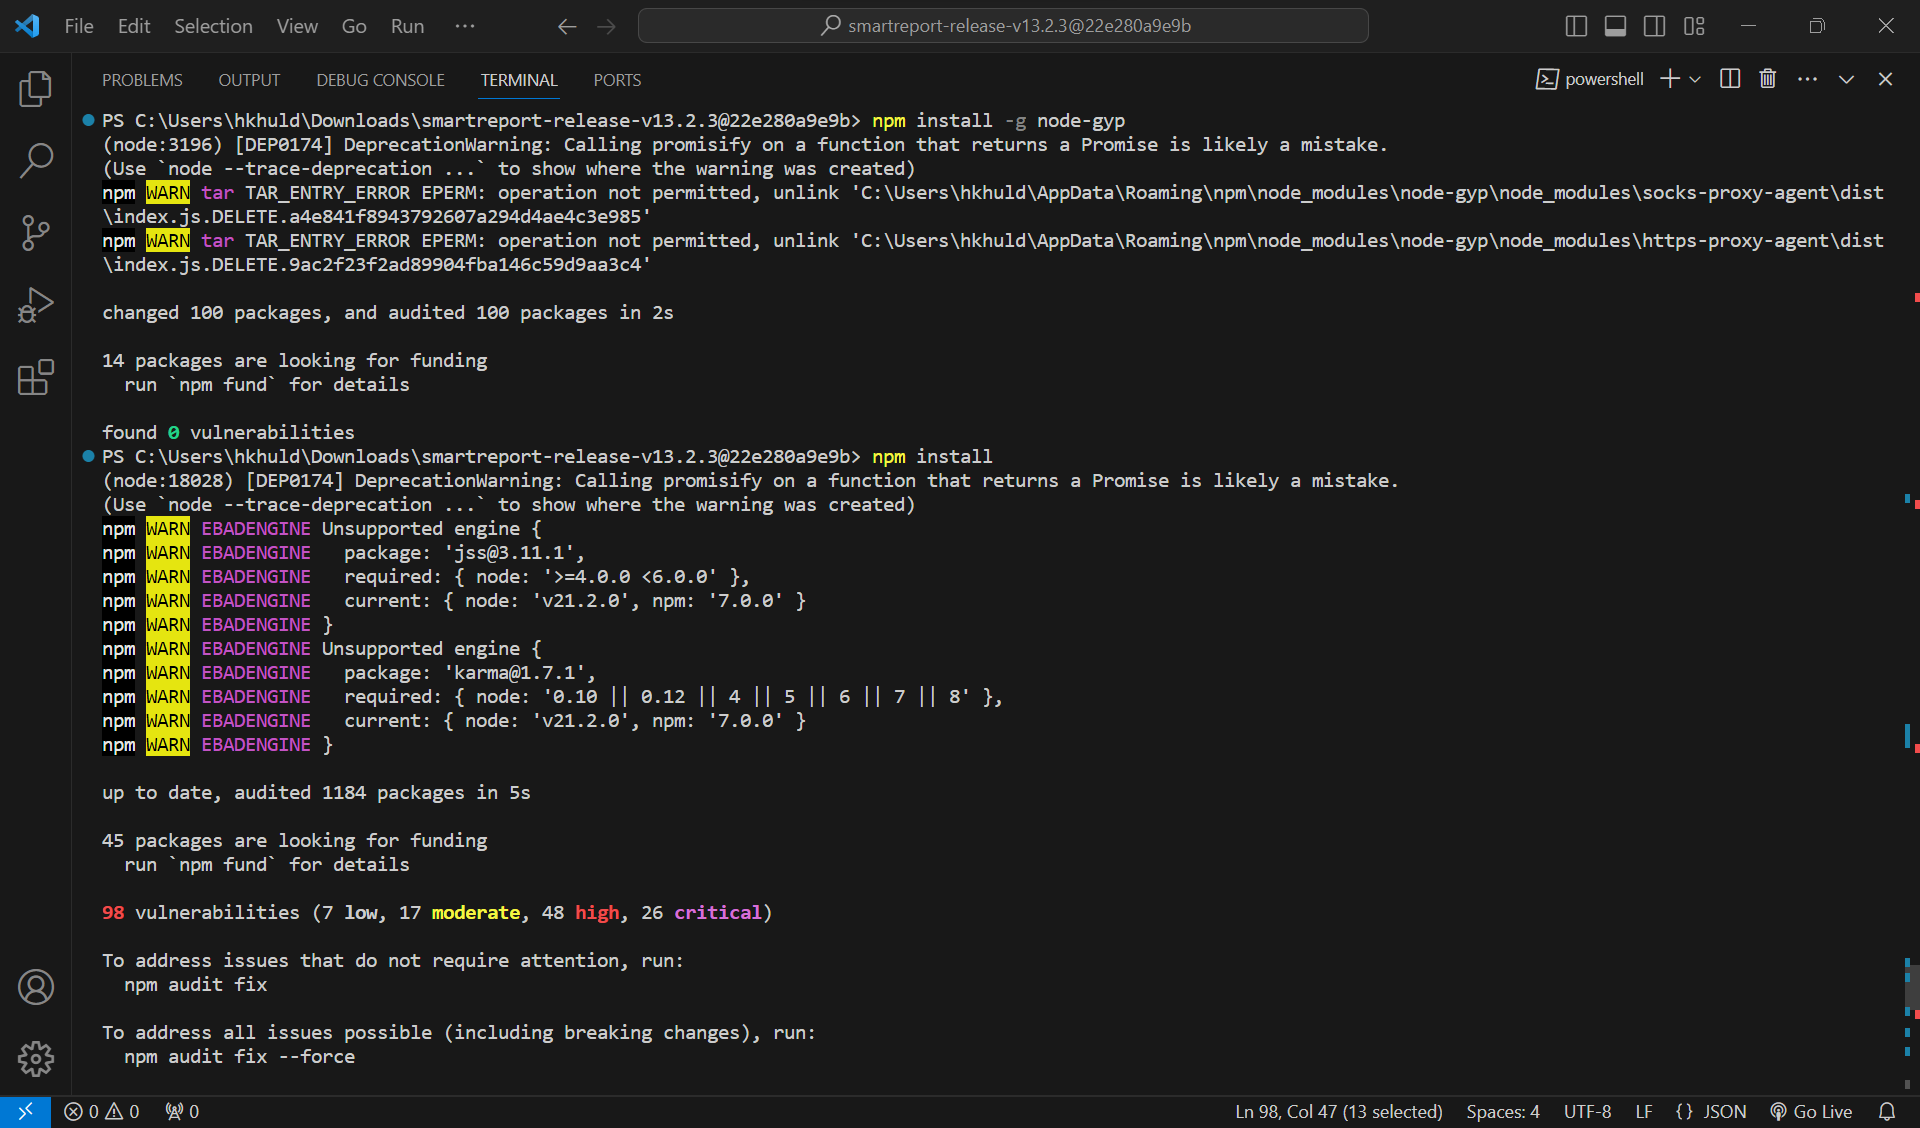 File Edit Selection View Go Run ··· smartreport-release-v13.2.3@22e280a9e9b
PROBLEMS OUTPUT DEBUG CONSOLE TERMINAL PORTS powershell
PS C:\Users\hkhuld\Downloads\smartreport-release-v13.2.3@22e280a9e9b> npm install -g node-gyp
(node:3196) [DEP0174] DeprecationWarning: Calling promisify on a function that returns a Promise is likely a mistake.
(Use `node --trace-deprecation ...` to show where the warning was created)
npm WARN tar TAR_ENTRY_ERROR EPERM: operation not permitted, unlink 'C:\Users\hkhuld\AppData\Roaming\npm\node_modules\node-gyp\node_modules\socks-proxy-agent\dist
\index.js.DELETE.a4e841f8943792607a294d4ae4c3e985'
npm WARN tar TAR_ENTRY_ERROR EPERM: operation not permitted, unlink 'C:\Users\hkhuld\AppData\Roaming\npm\node_modules\node-gyp\node_modules\https-proxy-agent\dist
\index.js.DELETE.9ac2f23f2ad89904fba146c59d9aa3c4'
changed 100 packages, and audited 100 packages in 2s
14 packages are looking for funding
run `npm fund` for details
found 0 vulnerabilities
PS C:\Users\hkhuld\Downloads\smartreport-release-v13.2.3@22e280a9e9b> npm install
(node:18028) [DEP0174] DeprecationWarning: Calling promisify on a function that returns a Promise is likely a mistake.
(Use `node --trace-deprecation ...` to show where the warning was created)
npm WARN EBADENGINE Unsupported engine {
npm WARN EBADENGINE   package: 'jss@3.11.1',
npm WARN EBADENGINE   required: { node: '>=4.0.0 <6.0.0' },
npm WARN EBADENGINE   current: { node: 'v21.2.0', npm: '7.0.0' }
npm WARN EBADENGINE }
npm WARN EBADENGINE Unsupported engine {
npm WARN EBADENGINE   package: 'karma@1.7.1',
npm WARN EBADENGINE   required: { node: '0.10 || 0.12 || 4 || 5 || 6 || 7 || 8' },
npm WARN EBADENGINE   current: { node: 'v21.2.0', npm: '7.0.0' }
npm WARN EBADENGINE }
up to date, audited 1184 packages in 5s
45 packages are looking for funding
run `npm fund` for details
98 vulnerabilities (7 low, 17 moderate, 48 high, 26 critical)
To address issues that do not require attention, run:
npm audit fix
To address all issues possible (including breaking changes), run:
npm audit fix --force
0 0 0 Ln 98, Col 47 (13 selected) Spaces: 4 UTF-8 LF {} JSON Go Live